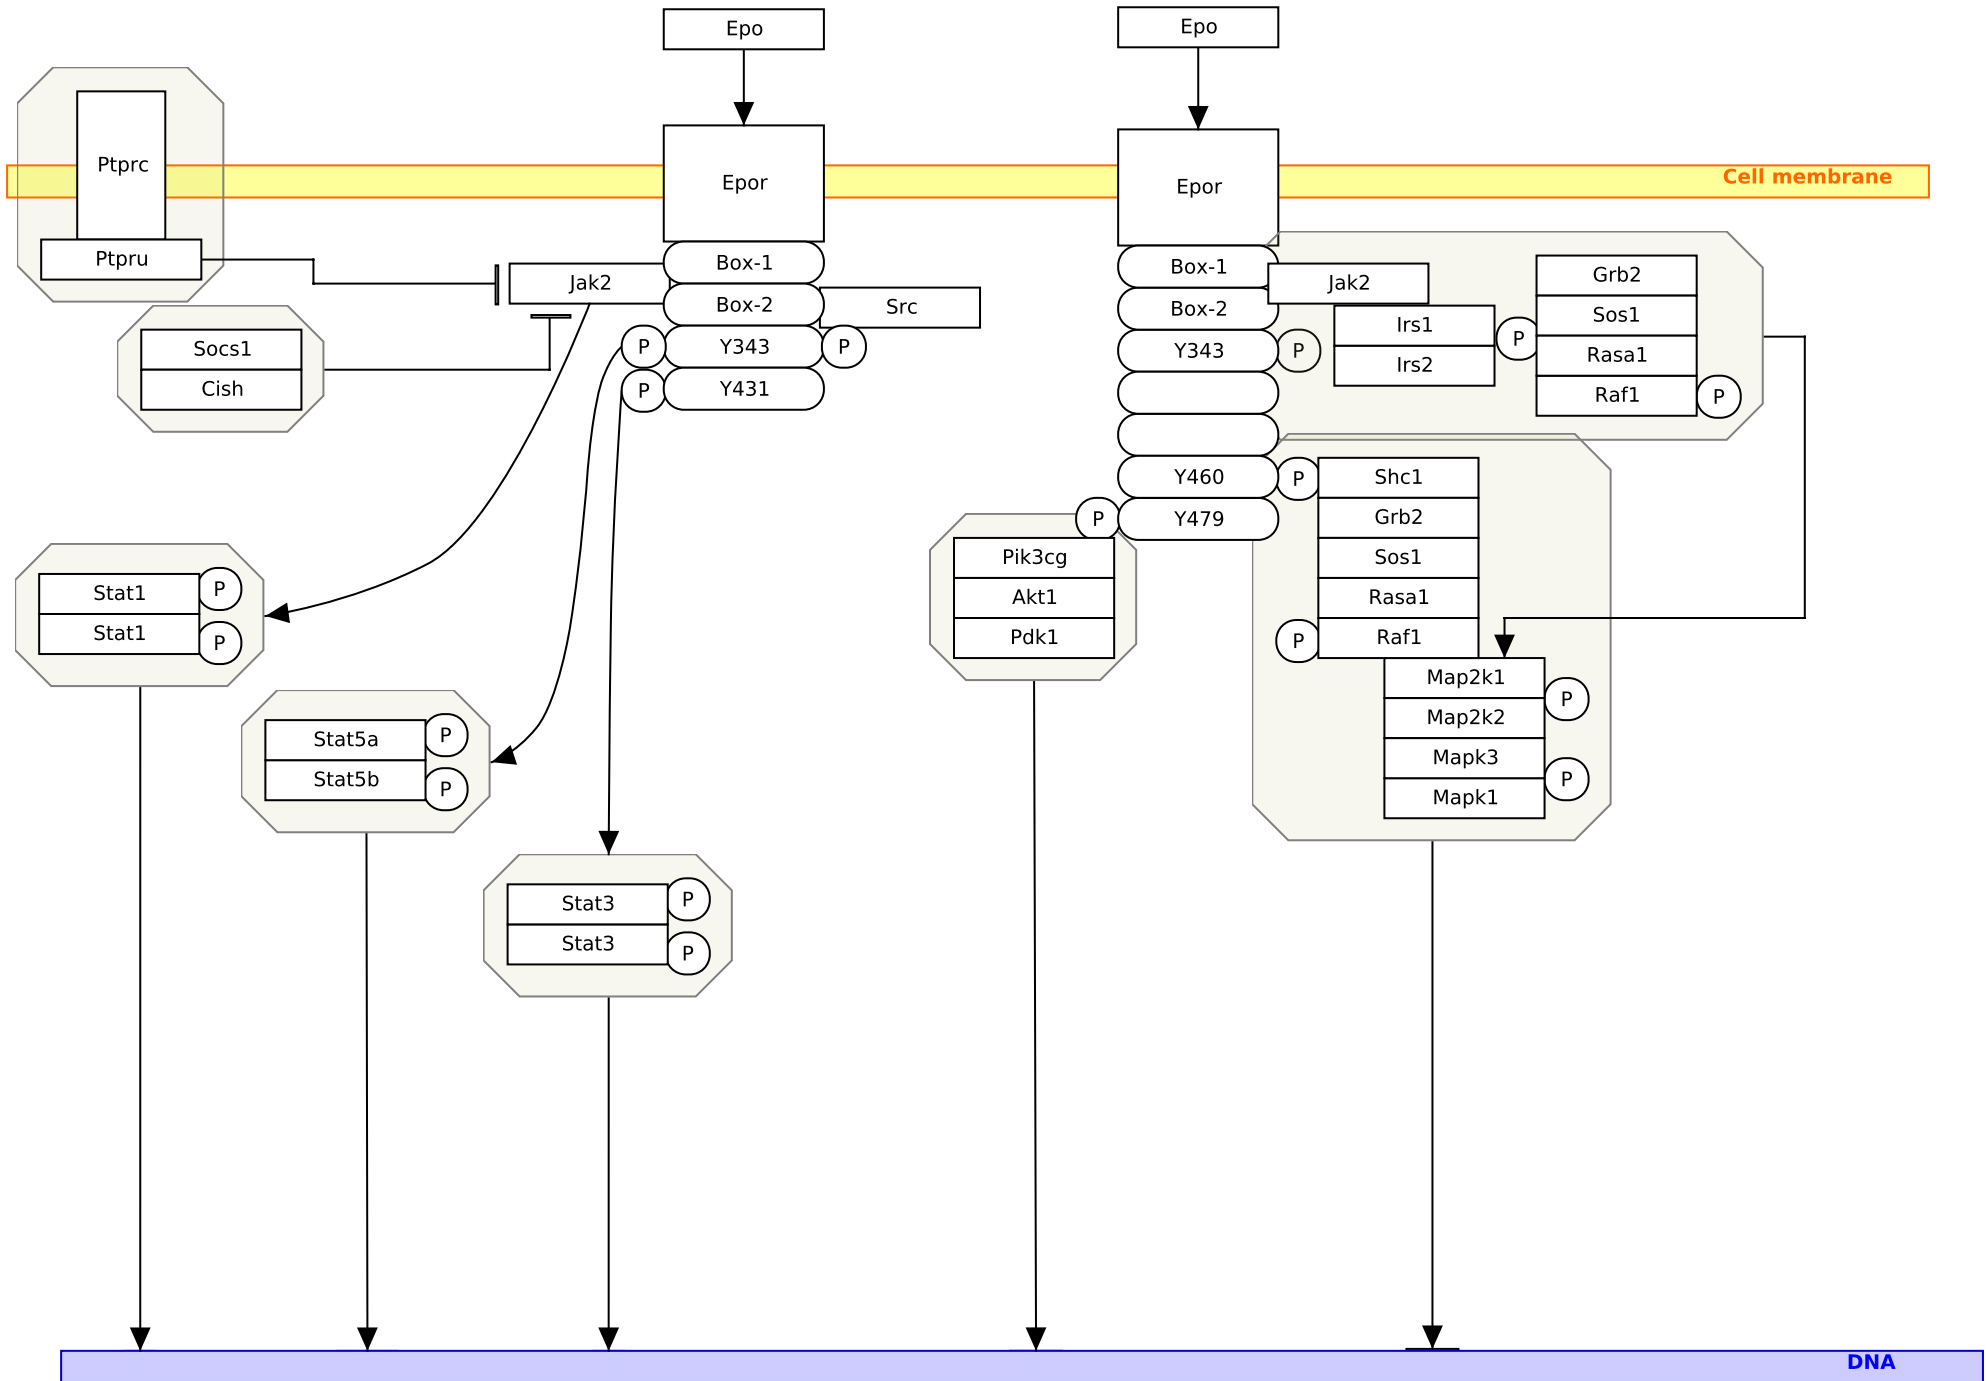 Epo
Epo
Ptprc
Epor
Epor
Cell membrane
Ptpru
Box-1
Box-1
Jak2
Box-2
Src
Jak2
Box-2
Grb2
Sos1
Rasa1
Raf1
P
Irs1
Irs2
P
Socs1
Cish
P
Y343
P
P
Y431
Y343
P
Y460
P
Y479
P
Shc1
Grb2
Sos1
Rasa1
Raf1
P
Pik3cg
Akt1
Pdk1
Stat1
P
Stat1
P
Map2k1
Map2k2
P
Mapk3
Mapk1
P
Stat5a
P
Stat5b
P
Stat3
P
Stat3
P
DNA